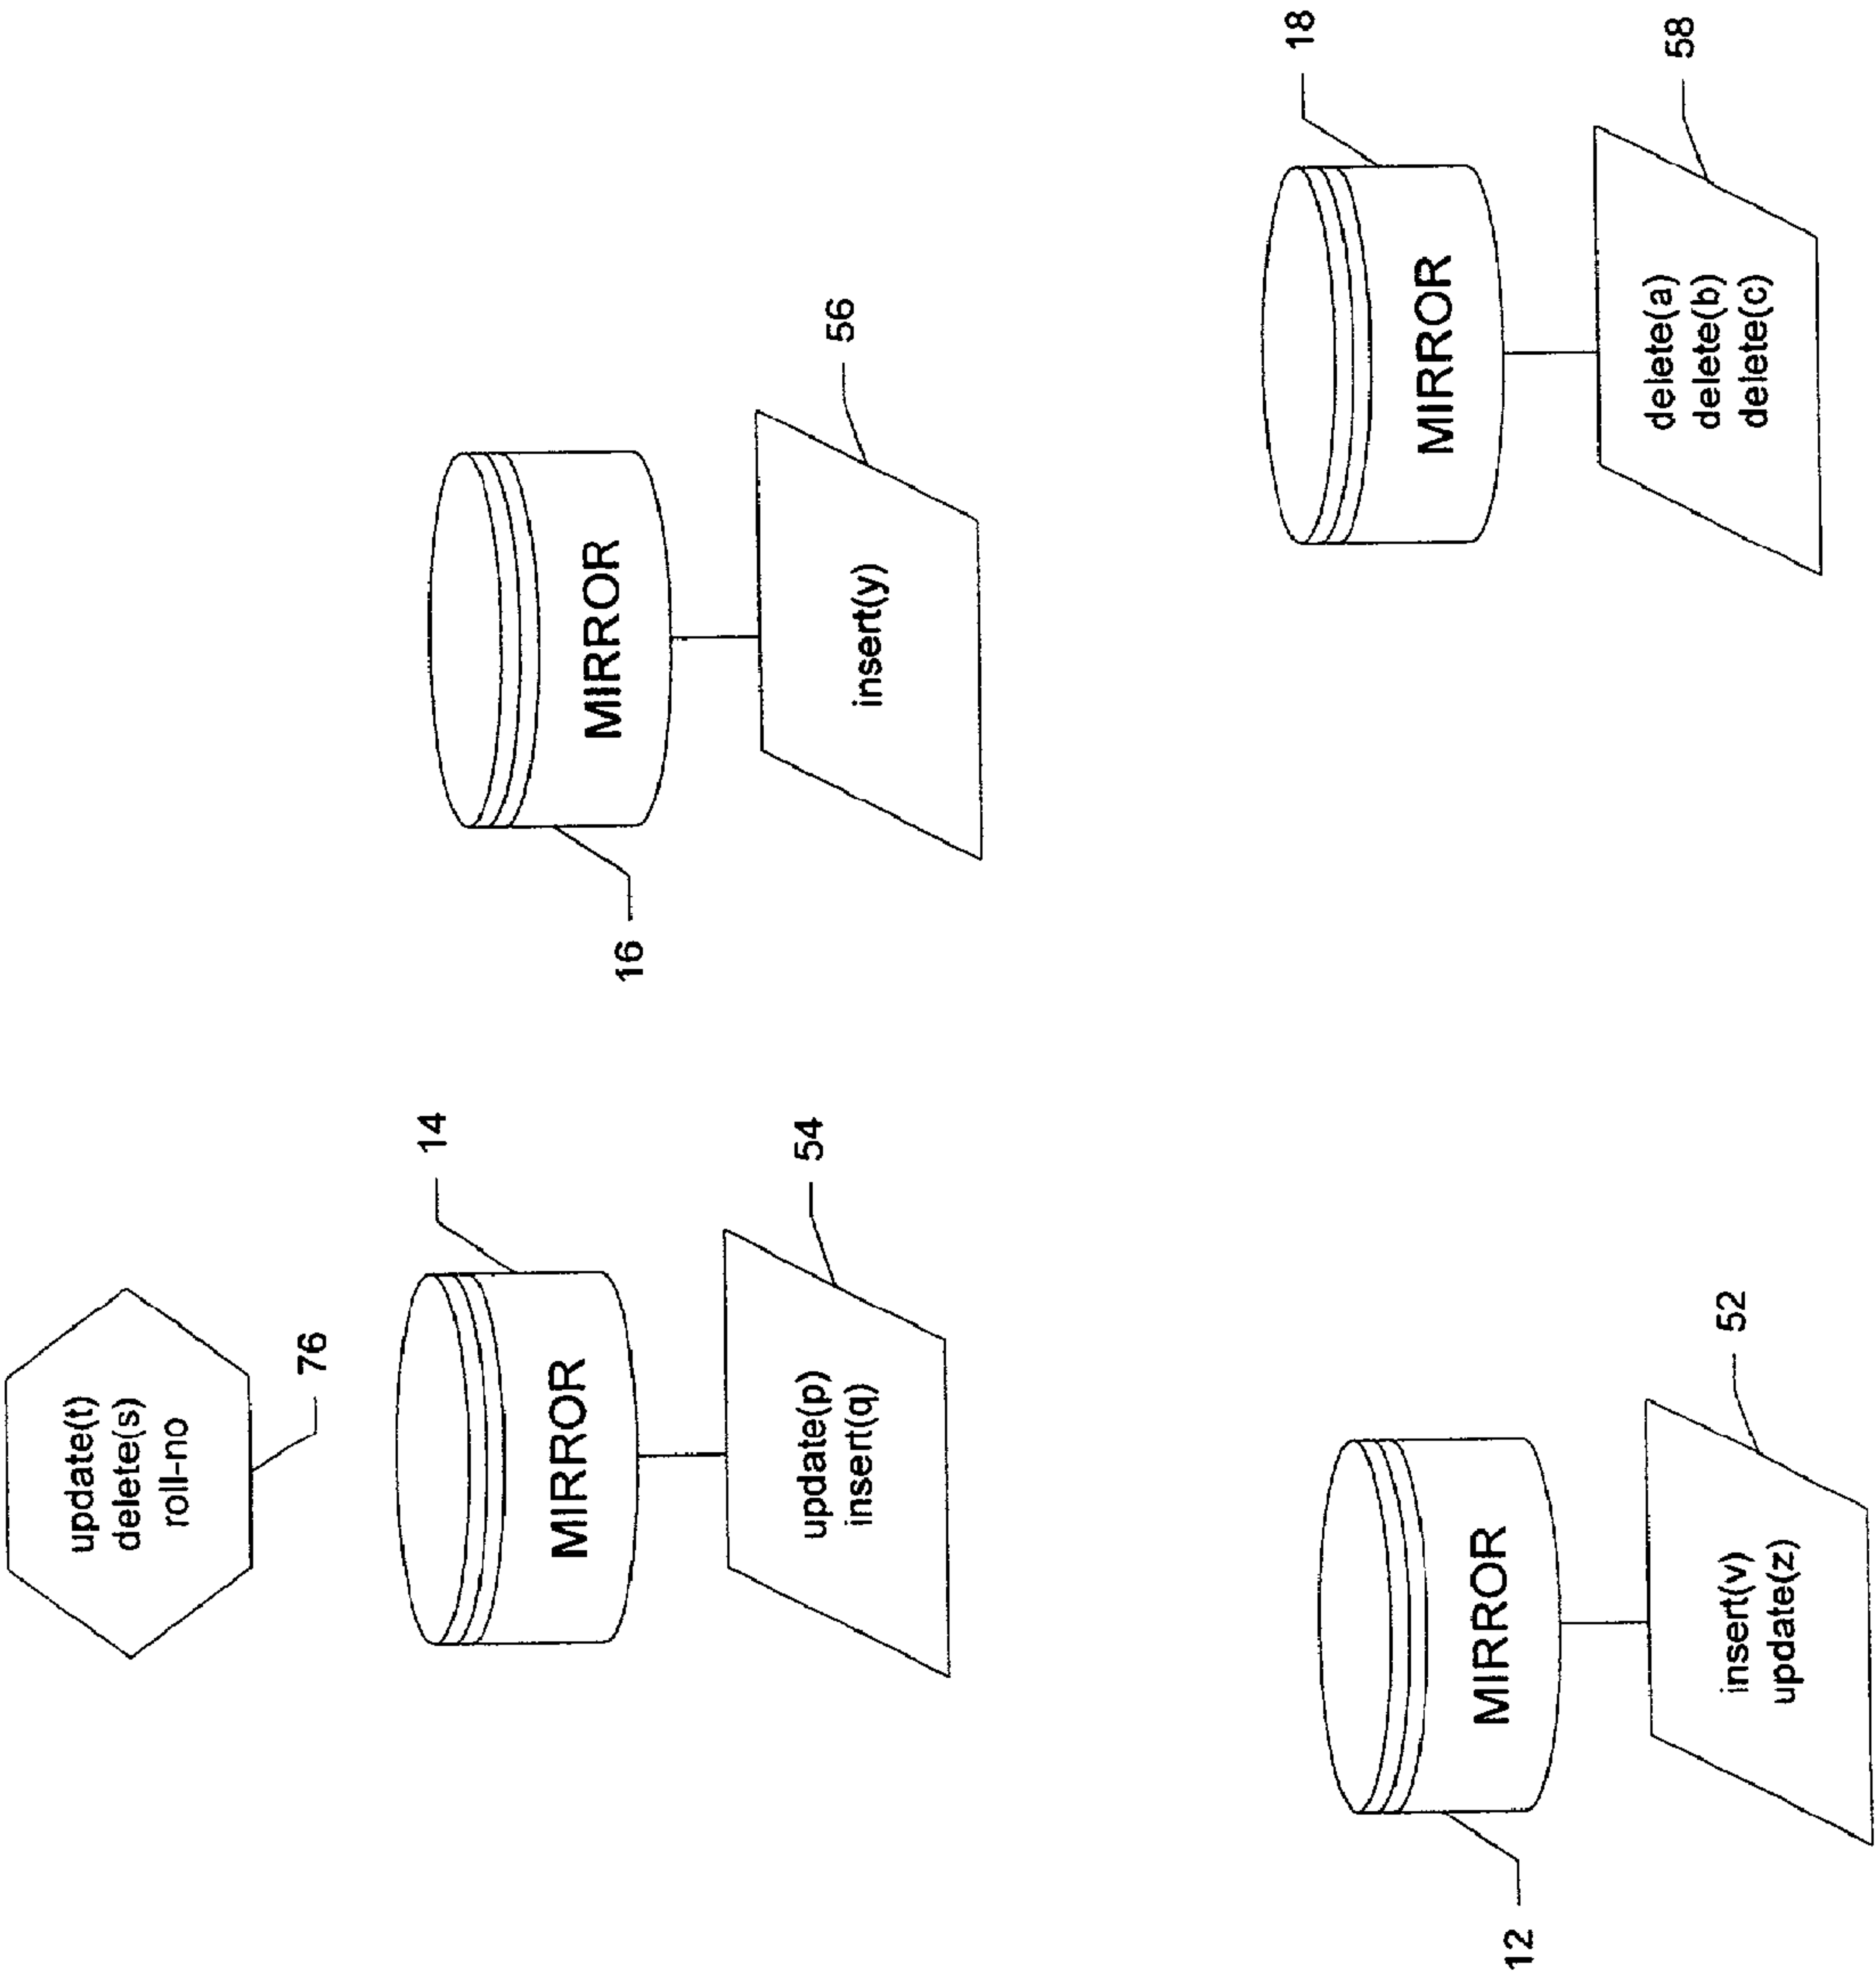 update(t)
delete(s)
roll-no
76
14
MIRROR
update(p)
insert(q)
54
16
MIRROR
insert(y)
56
12
MIRROR
insert(v)
update(z)
52
18
MIRROR
delete(a)
delete(b)
delete(c)
58